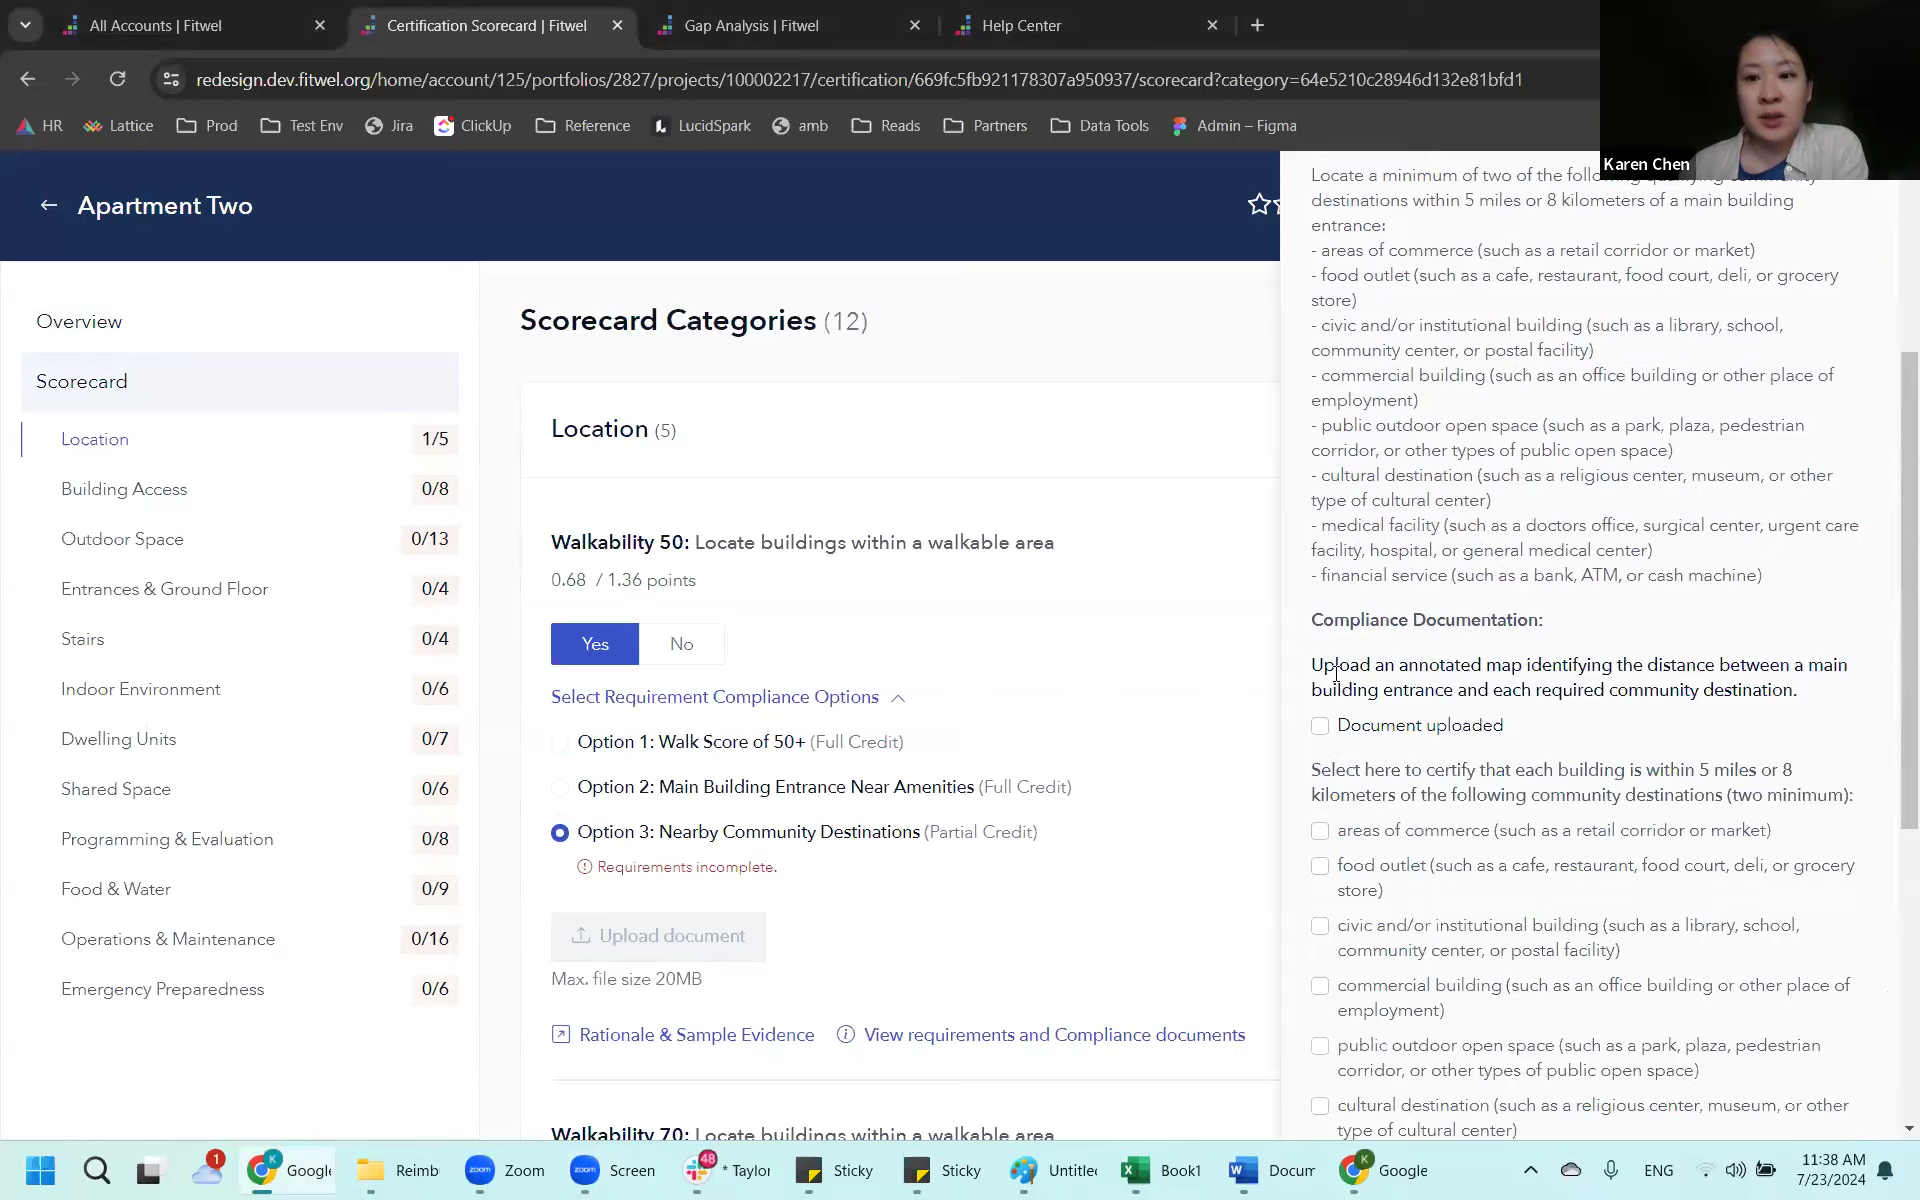 All Accounts | Fitwel
Certification Scorecard | Fitwel
Gap Analysis | Fitwel
Help Center
redesign.dev.fitwel.org/home/account/125/portfolios/2827/projects/100002217/certification/669fc5fb921178307a950937/scorecard?category=64e5210c28946d132e81bfd1
HR
Lattice
Prod
Test Env
Jira
ClickUp
Reference
LucidSpark
amb
Reads
Partners
Data Tools
Admin – Figma
Karen Chen
Apartment Two
Overview
Scorecard
Location 1/5
Building Access 0/8
Outdoor Space 0/13
Entrances & Ground Floor 0/4
Stairs 0/4
Indoor Environment 0/6
Dwelling Units 0/7
Shared Space 0/6
Programming & Evaluation 0/8
Food & Water 0/9
Operations & Maintenance 0/16
Emergency Preparedness 0/6
Scorecard Categories (12)
Location (5)
Walkability 50: Locate buildings within a walkable area
0.68 / 1.36 points
Yes No
Select Requirement Compliance Options
Option 1: Walk Score of 50+ (Full Credit)
Option 2: Main Building Entrance Near Amenities (Full Credit)
Option 3: Nearby Community Destinations (Partial Credit)
Requirements incomplete.
Upload document
Max. file size 20MB
Rationale & Sample Evidence View requirements and Compliance documents
Walkability 70: Locate buildings within a walkable area
Locate a minimum of two of the following
destinations within 5 miles or 8 kilometers of a main building
entrance:
- areas of commerce (such as a retail corridor or market)
- food outlet (such as a cafe, restaurant, food court, deli, or grocery
store)
- civic and/or institutional building (such as a library, school,
community center, or postal facility)
- commercial building (such as an office building or other place of
employment)
- public outdoor open space (such as a park, plaza, pedestrian
corridor, or other types of public open space)
- cultural destination (such as a religious center, museum, or other
type of cultural center)
- medical facility (such as a doctors office, surgical center, urgent care
facility, hospital, or general medical center)
- financial service (such as a bank, ATM, or cash machine)
Compliance Documentation:
Upload an annotated map identifying the distance between a main
building entrance and each required community destination.
Document uploaded
Select here to certify that each building is within 5 miles or 8
kilometers of the following community destinations (two minimum):
areas of commerce (such as a retail corridor or market)
food outlet (such as a cafe, restaurant, food court, deli, or grocery
store)
civic and/or institutional building (such as a library, school,
community center, or postal facility)
commercial building (such as an office building or other place of
employment)
public outdoor open space (such as a park, plaza, pedestrian
corridor, or other types of public open space)
cultural destination (such as a religious center, museum, or other
type of cultural center)
1
K
Google
Reimb
zoom
Zoom
zoom
Screen
48
* Taylor
Sticky
Sticky
Untitle
Book1
Docum
K
Google
ENG
11:38 AM
7/23/2024